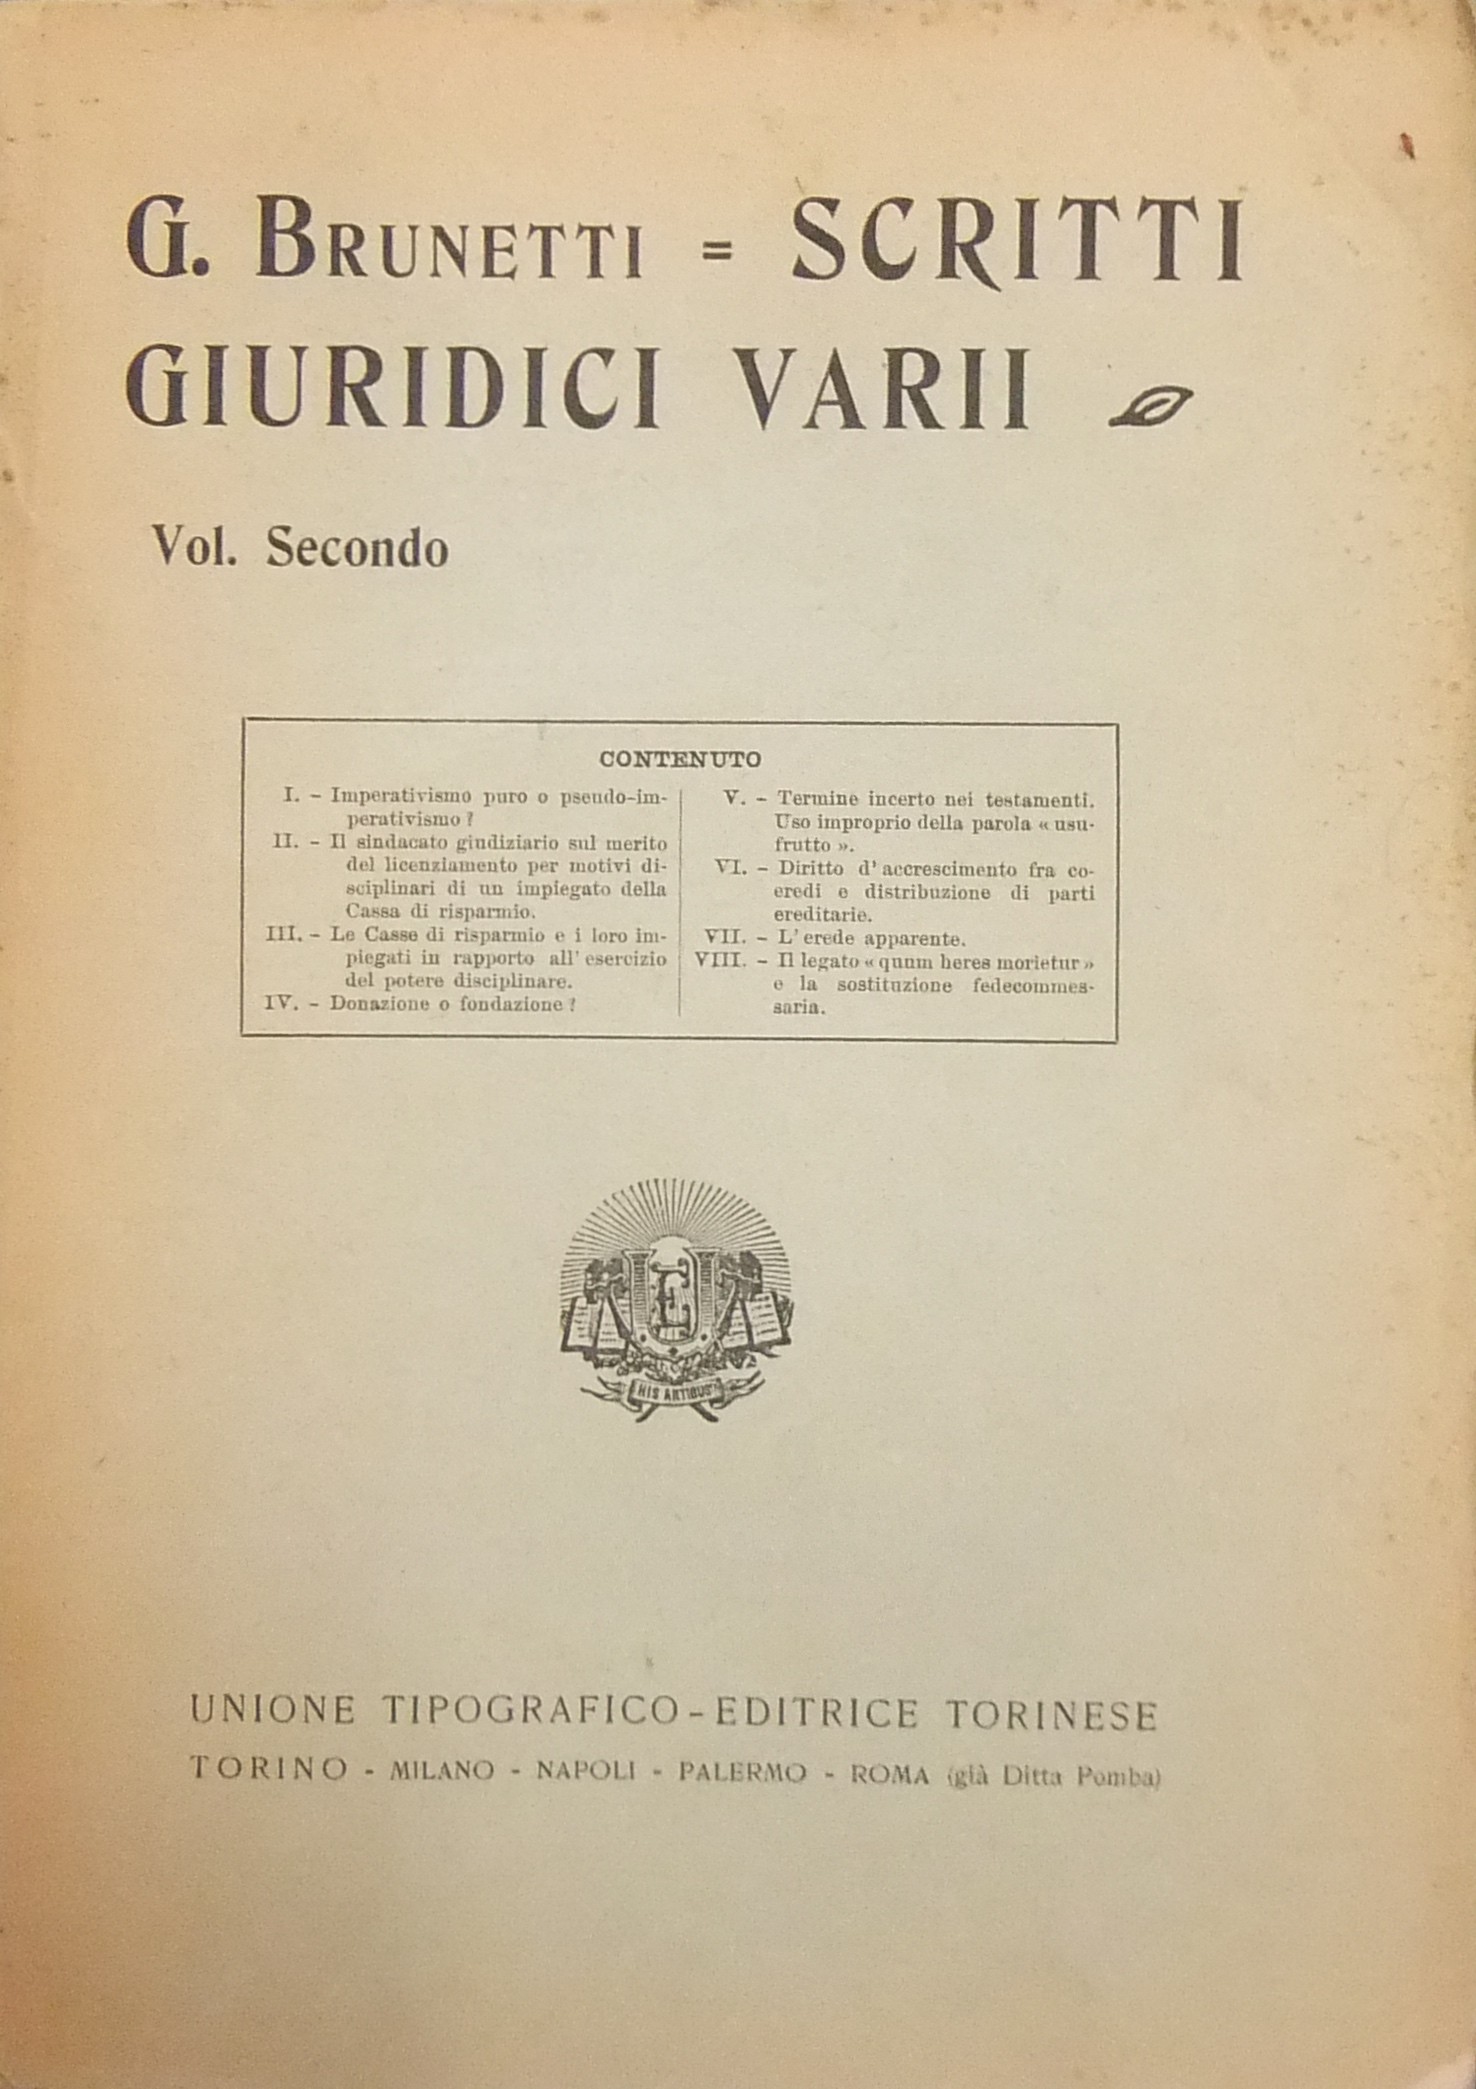 G. BRUNETTI = SCRITTI
GIURIDICI VARII
Vol. Secondo
CONTENUTO
I. - Imperativismo puro o pseudo-im-
perativismo ?
II. - Il sindacato giudiziario sul merito
del licenziamento per motivi di-
sciplinari di un impiegato della
Cassa di risparmio.
III. - Le Casse di risparmio e i loro im-
piegati in rapporto all' esercizio
del potere disciplinare.
IV. - Donazione o fondazione ?
V. - Termine incerto nei testamenti.
Uso improprio della parola « usu-
frutto ».
VI. - Diritto d' accrescimento fra co-
eredi e distribuzione di parti
ereditarie.
VII. - L' erede apparente.
VIII. - Il legato « quum heres morietur »
e la sostituzione fedecommes-
saria.
UEI
HIS ARTIBUS
UNIONE TIPOGRAFICO-EDITRICE TORINESE
TORINO - MILANO - NAPOLI - PALERMO - ROMA (già Ditta Pomba)